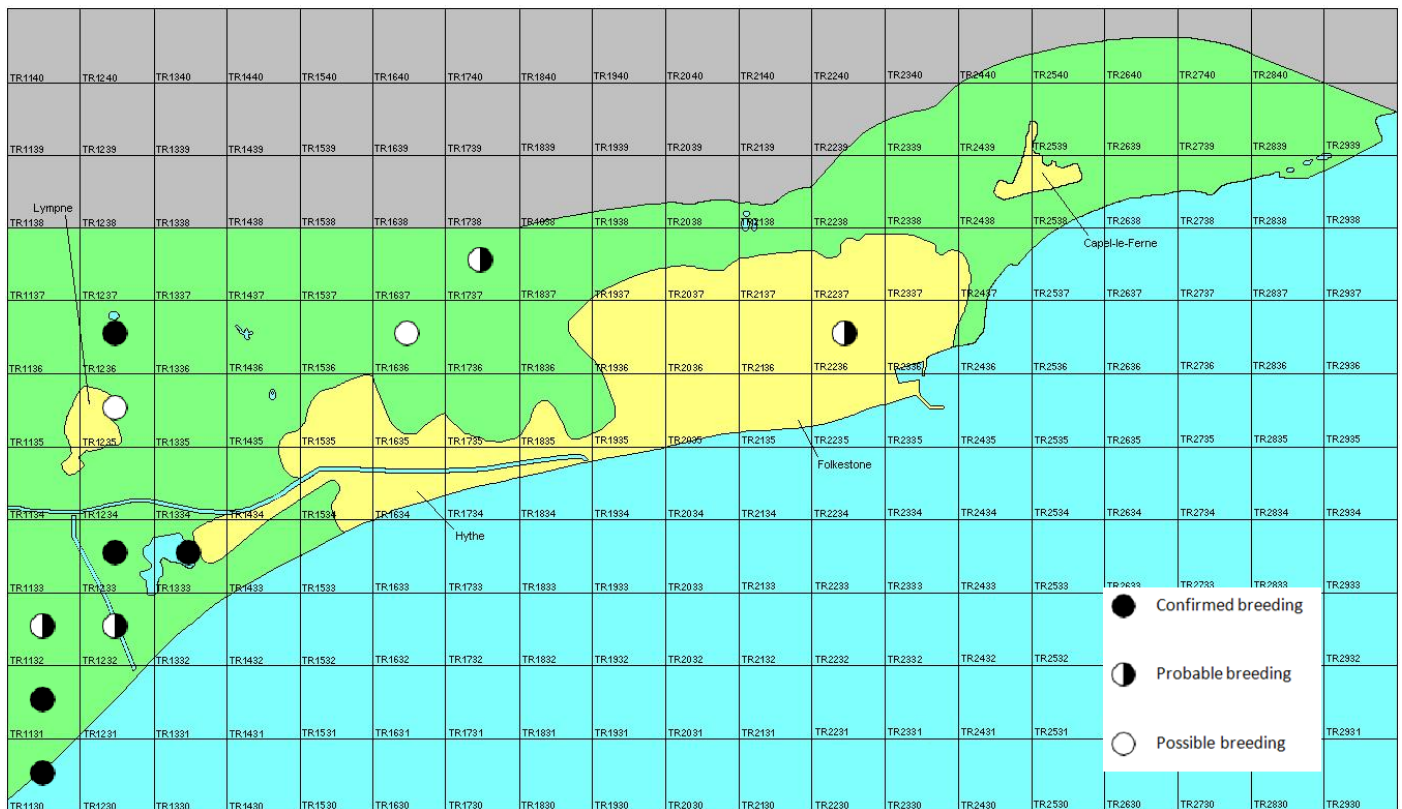 TR1140 TR1240 TR1340 TR1440 TR1540 TR1640 TR1740 TR1840 TR1940 TR2040 TR2140 TR2240 TR2340 TR2440 TR2540 TR2640 TR2740 TR2840
TR1139 TR1239 TR1339 TR1439 TR1539 TR1639 TR1739 TR1839 TR1939 TR2039 TR2139 TR2239 TR2339 TR2439 TR2539 TR2639 TR2739 TR2839 TR2939
Lympne
TR1138 TR1238 TR1338 TR1438 TR1538 TR1638 TR1738 TR1938 TR2038 TR2138 TR2238 TR2338 TR2438 TR2538 TR2638 TR2738 TR2838 TR2938
Capel-le-Ferne
TR1137 TR1237 TR1337 TR1437 TR1537 TR1637 TR1737 TR1837 TR1937 TR2037 TR2137 TR2237 TR2337 TR2437 TR2537 TR2637 TR2737 TR2837 TR2937
TR1136 TR1236 TR1336 TR1436 TR1536 TR1636 TR1736 TR1836 TR1936 TR2036 TR2136 TR2236 TR2336 TR2436 TR2536 TR2636 TR2736 TR2836 TR2936
TR1135 TR1235 TR1335 TR1435 TR1535 TR1635 TR1735 TR1835 TR1935 TR2035 TR2135 TR2235 TR2335 TR2435 TR2535 TR2635 TR2735 TR2835 TR2935
Folkestone
TR1134 TR1234 TR1334 TR1434 TR1534 TR1634 TR1734 TR1834 TR1934 TR2034 TR2134 TR2234 TR2334 TR2434 TR2534 TR2634 TR2734 TR2834 TR2934
Hythe
TR1133 TR1233 TR1333 TR1433 TR1533 TR1633 TR1733 TR1833 TR1933 TR2033 TR2133 TR2233 TR2333 TR2433 TR2533 TR2633 TR2733 TR2833 TR2933
Confirmed breeding
TR1132 TR1232 TR1332 TR1432 TR1532 TR1632 TR1732 TR1832 TR1932 TR2032 TR2132 TR2232 TR2332 TR2432 TR2532 TR2932
Probable breeding
TR1131 TR1231 TR1331 TR1431 TR1531 TR1631 TR1731 TR1831 TR1931 TR2031 TR2131 TR2231 TR2331 TR2431 TR2531 TR2931
Possible breeding
TR1130 TR1230 TR1330 TR1430 TR1530 TR1630 TR1730 TR1830 TR1930 TR2030 TR2130 TR2230 TR2330 TR2430 TR2530 TR2630 TR2730 TR2830 TR2930